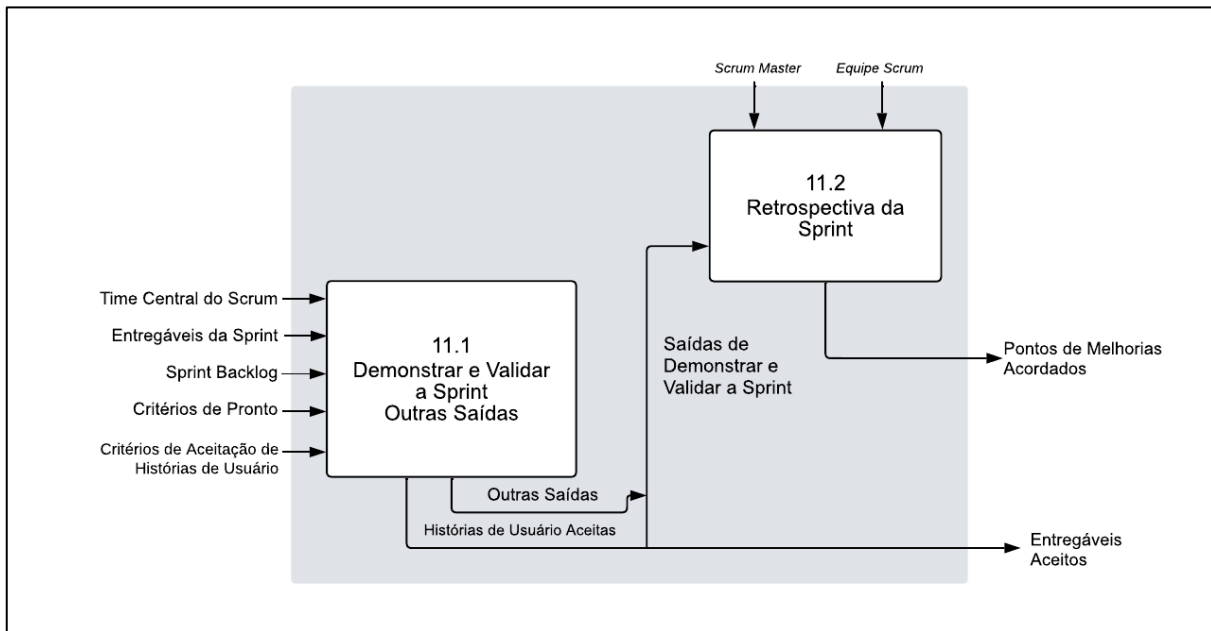 Scrum Master
Equipe Scrum
11.2
Retrospectiva da
Sprint
Time Central do Scrum
Entregáveis da Sprint
Sprint Backlog
Critérios de Pronto
Critérios de Aceitação de
Histórias de Usuário
11.1
Demonstrar e Validar
a Sprint
Outras Saídas
Saídas de
Demonstrar e
Validar a Sprint
Pontos de Melhorias
Acordados
Outras Saídas
Histórias de Usuário Aceitas
Entregáveis
Aceitos